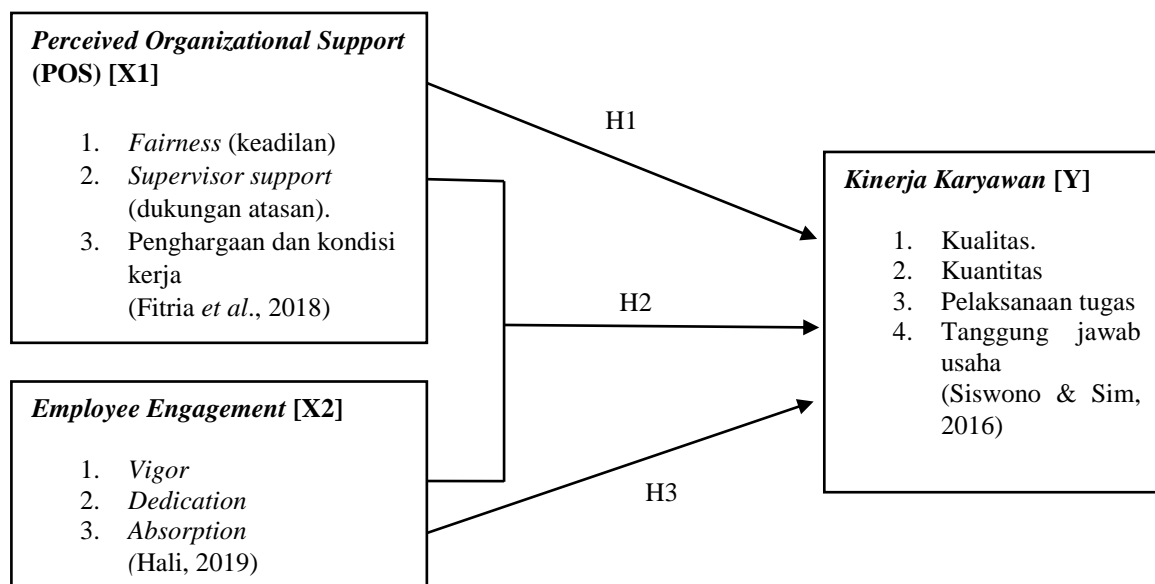 Perceived Organizational Support
(POS) [X1]
1. Fairness (keadilan)
2. Supervisor support
(dukungan atasan).
3. Penghargaan dan kondisi
kerja
(Fitria et al., 2018)
H1
H2
H3
Employee Engagement [X2]
1. Vigor
2. Dedication
3. Absorption
(Hali, 2019)
Kinerja Karyawan [Y]
1. Kualitas.
2. Kuantitas
3. Pelaksanaan tugas
4. Tanggung jawab
usaha
(Siswono & Sim,
2016)